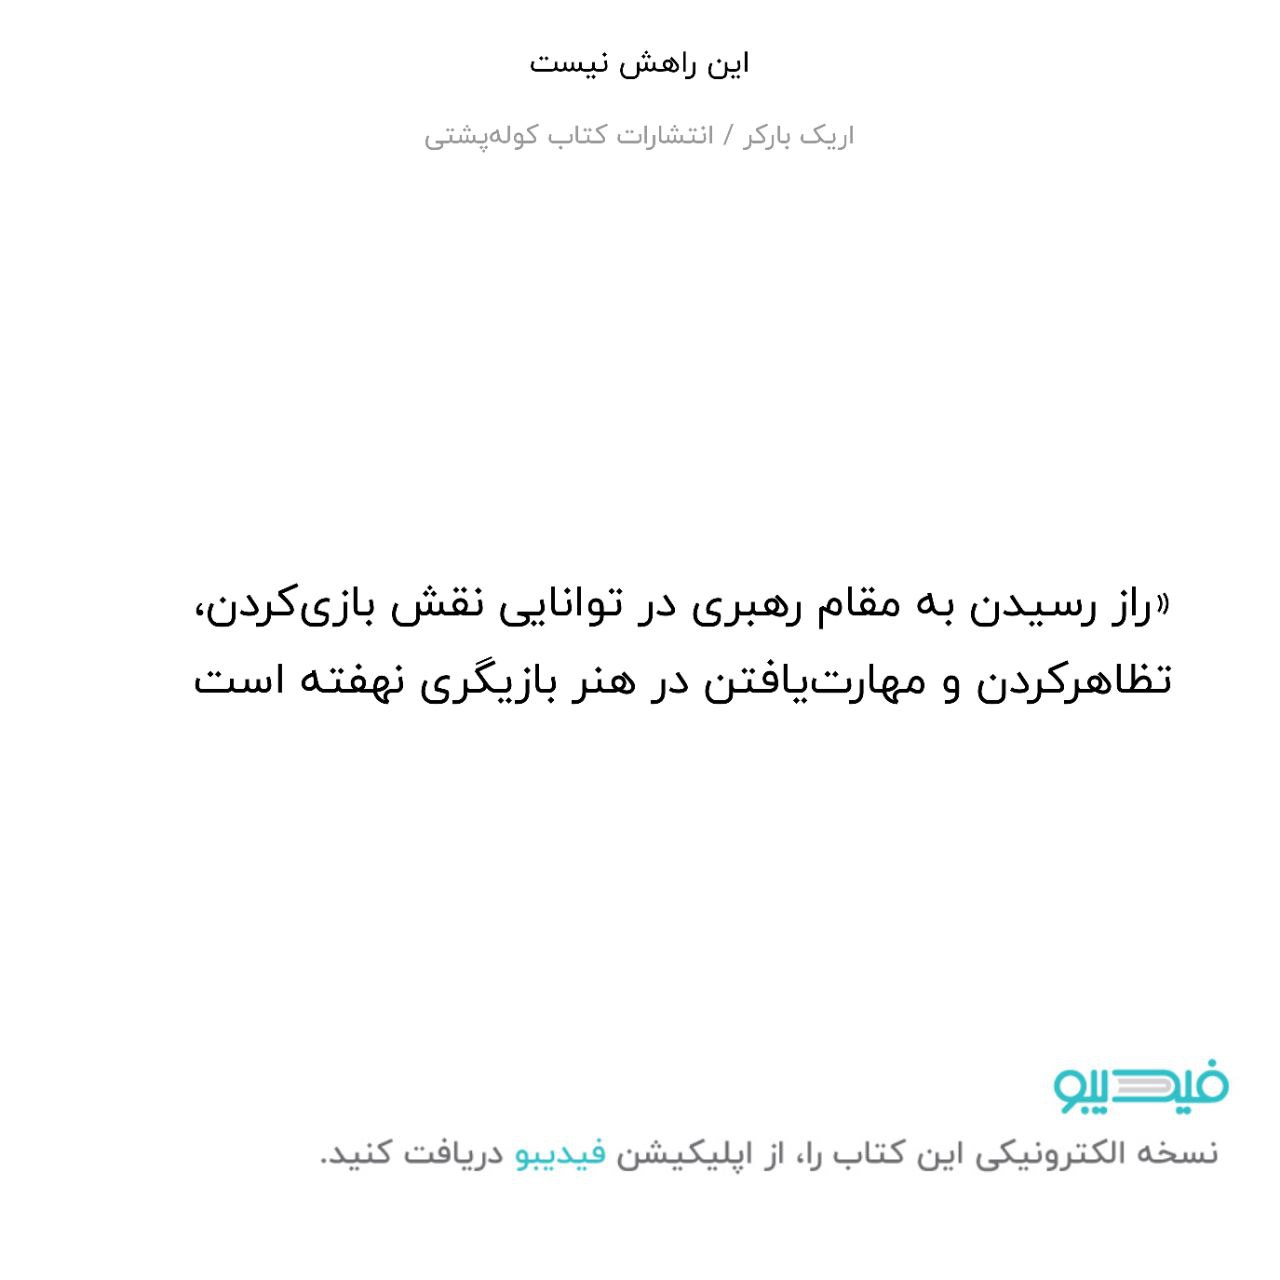 این راهش نیست
اریک بارکر / انتشارات کتاب کوله‌پشتی
«راز رسیدن به مقام رهبری در توانایی نقش بازی‌کردن،
تظاهرکردن و مهارت‌یافتن در هنر بازیگری نهفته است
فیدیبو
نسخه الکترونیکی این کتاب را، از اپلیکیشن فیدیبو دریافت کنید.